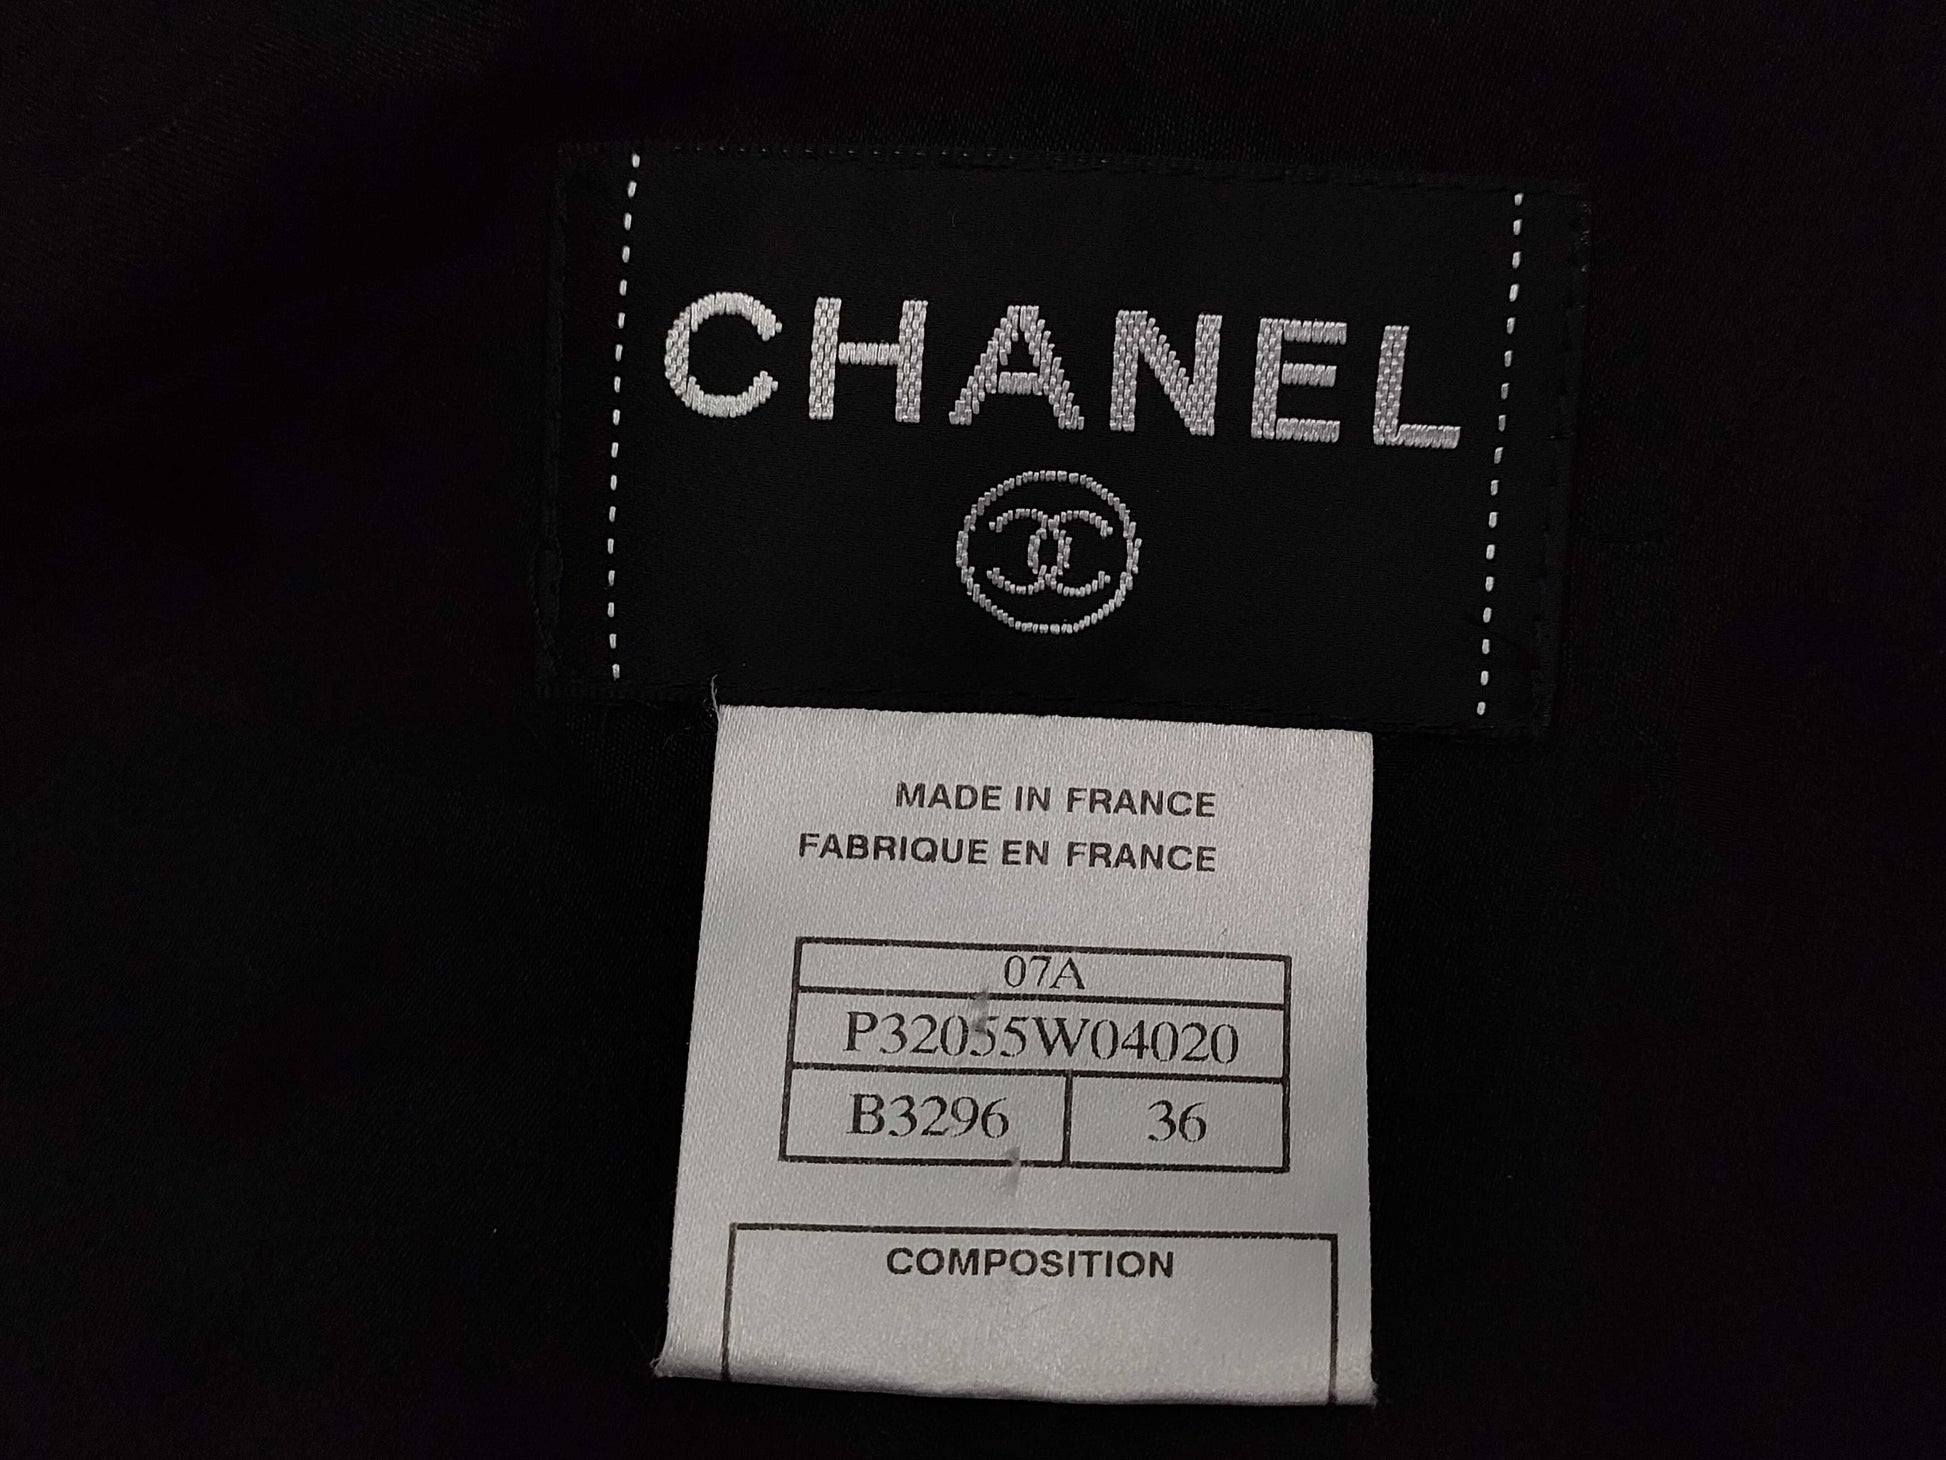 CHANEL
MADE IN FRANCE
FABRIQUE EN FRANCE
07A
P32055W04020
B3296 36
COMPOSITION